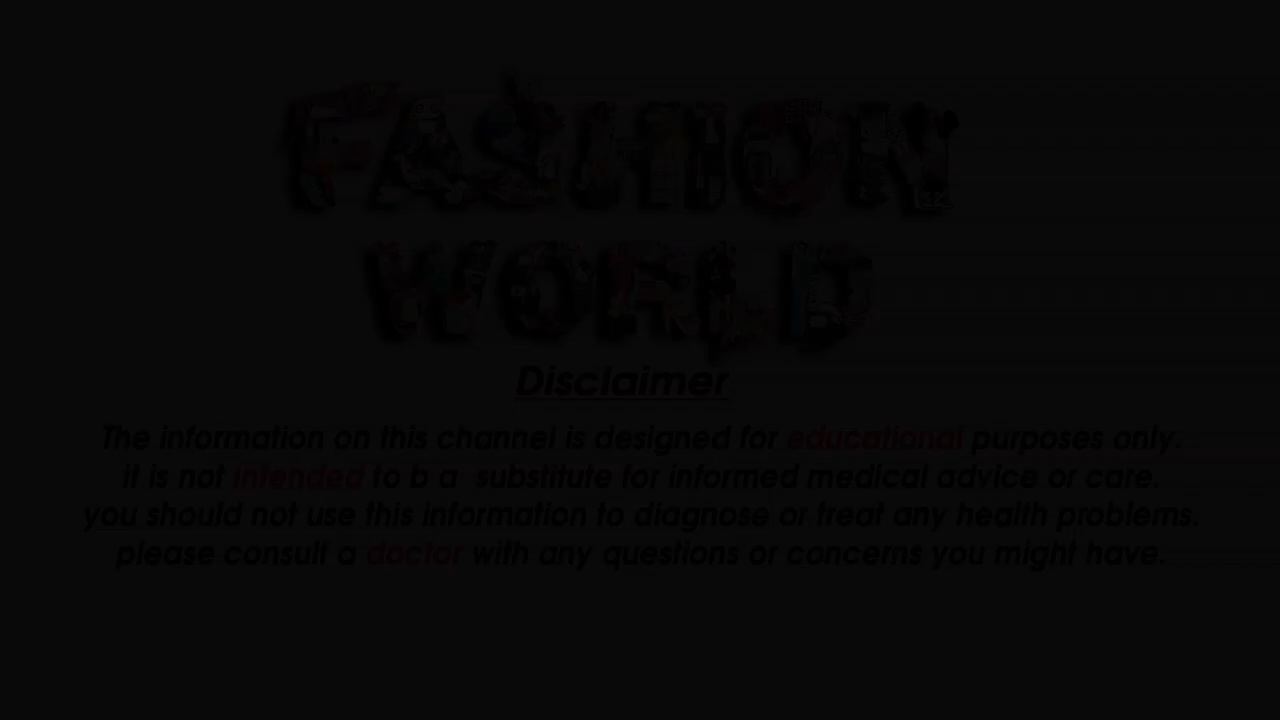 FASHION
WORLD
Disclaimer
The information on this channel is designed for educational purposes only.
it is not intended to b a substitute for informed medical advice or care.
you should not use this information to diagnose or treat any health problems.
please consult a doctor with any questions or concerns you might have.